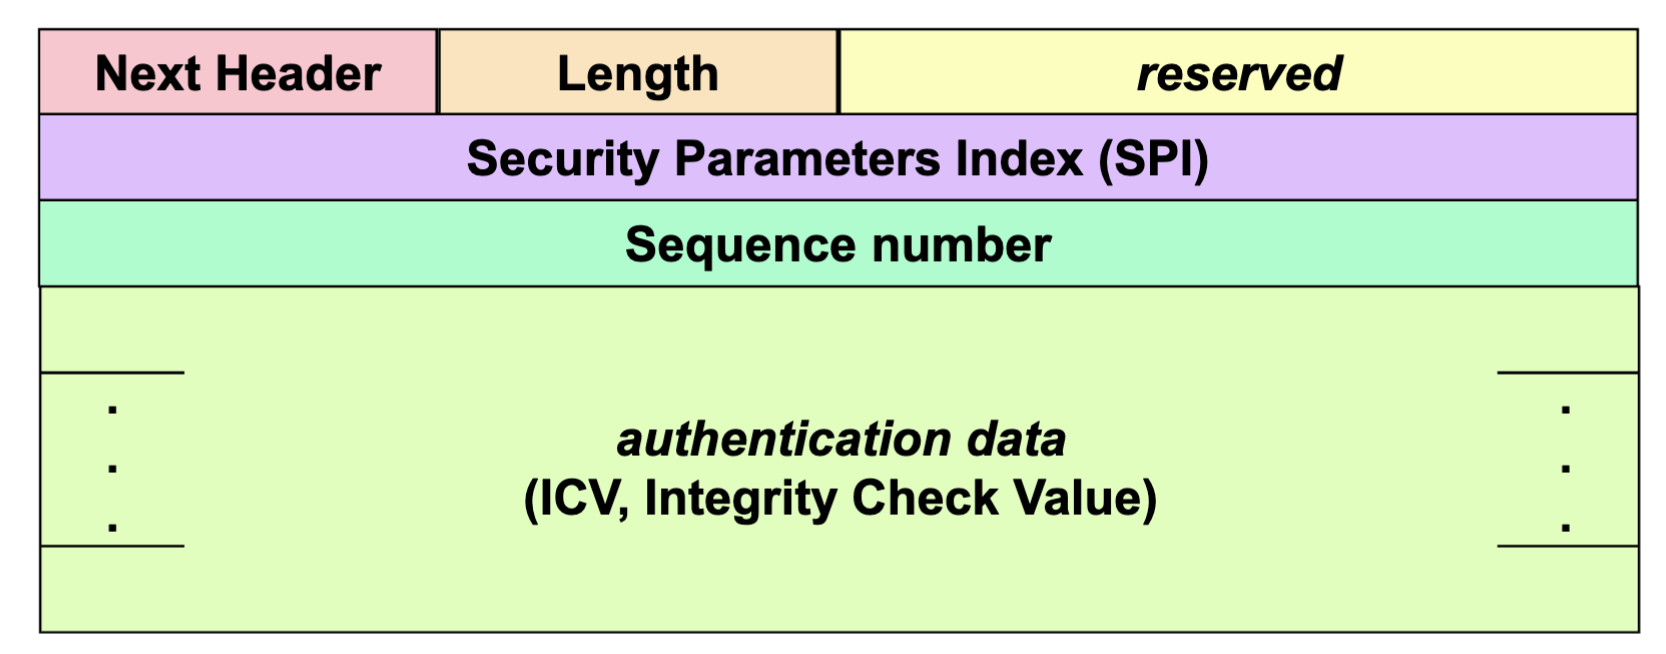 Next Header
Length
reserved
Security Parameters Index (SPI)
Sequence number
authentication data
(ICV, Integrity Check Value)